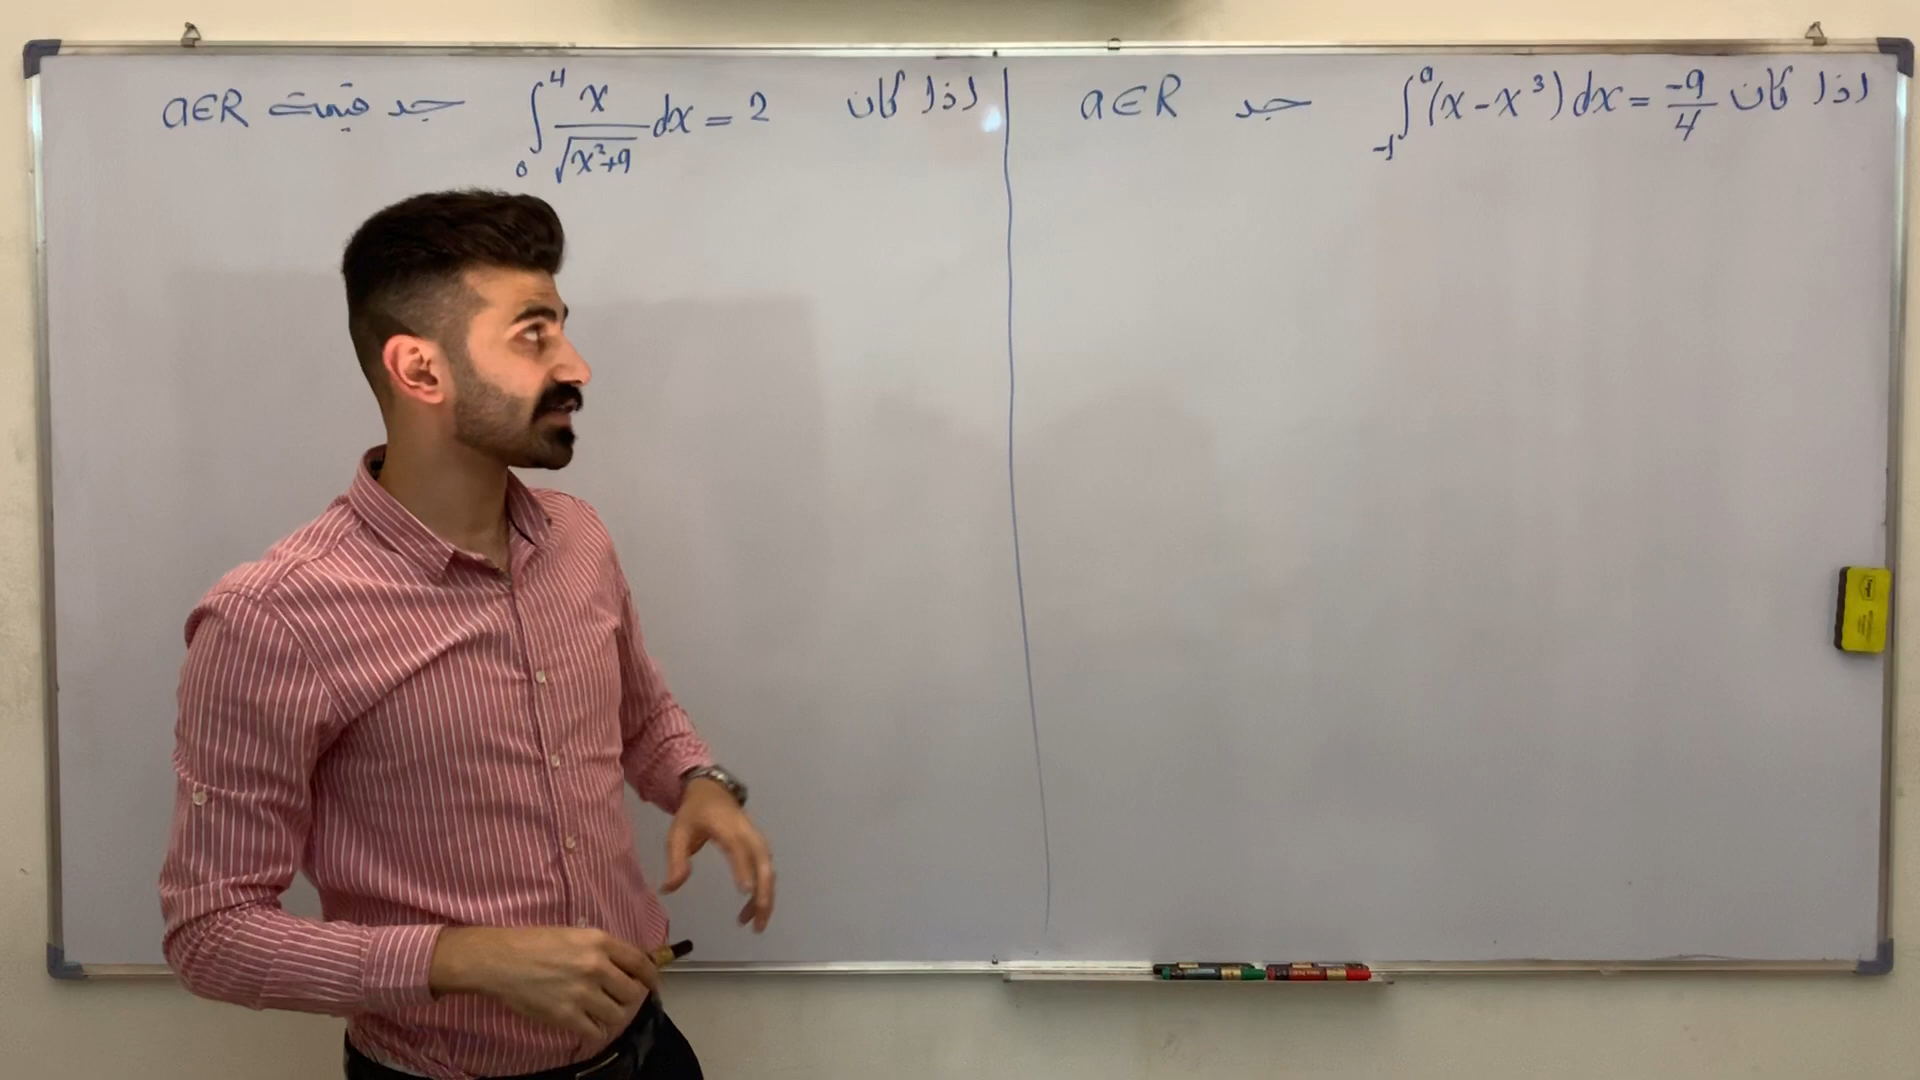 اذا كان ∫₋₁ᵃ (x - x³) dx = -9/4 جد a∈R
اذا كان ∫₀⁴ x/√(x²+9) dx = 2 جد قيمة a∈R